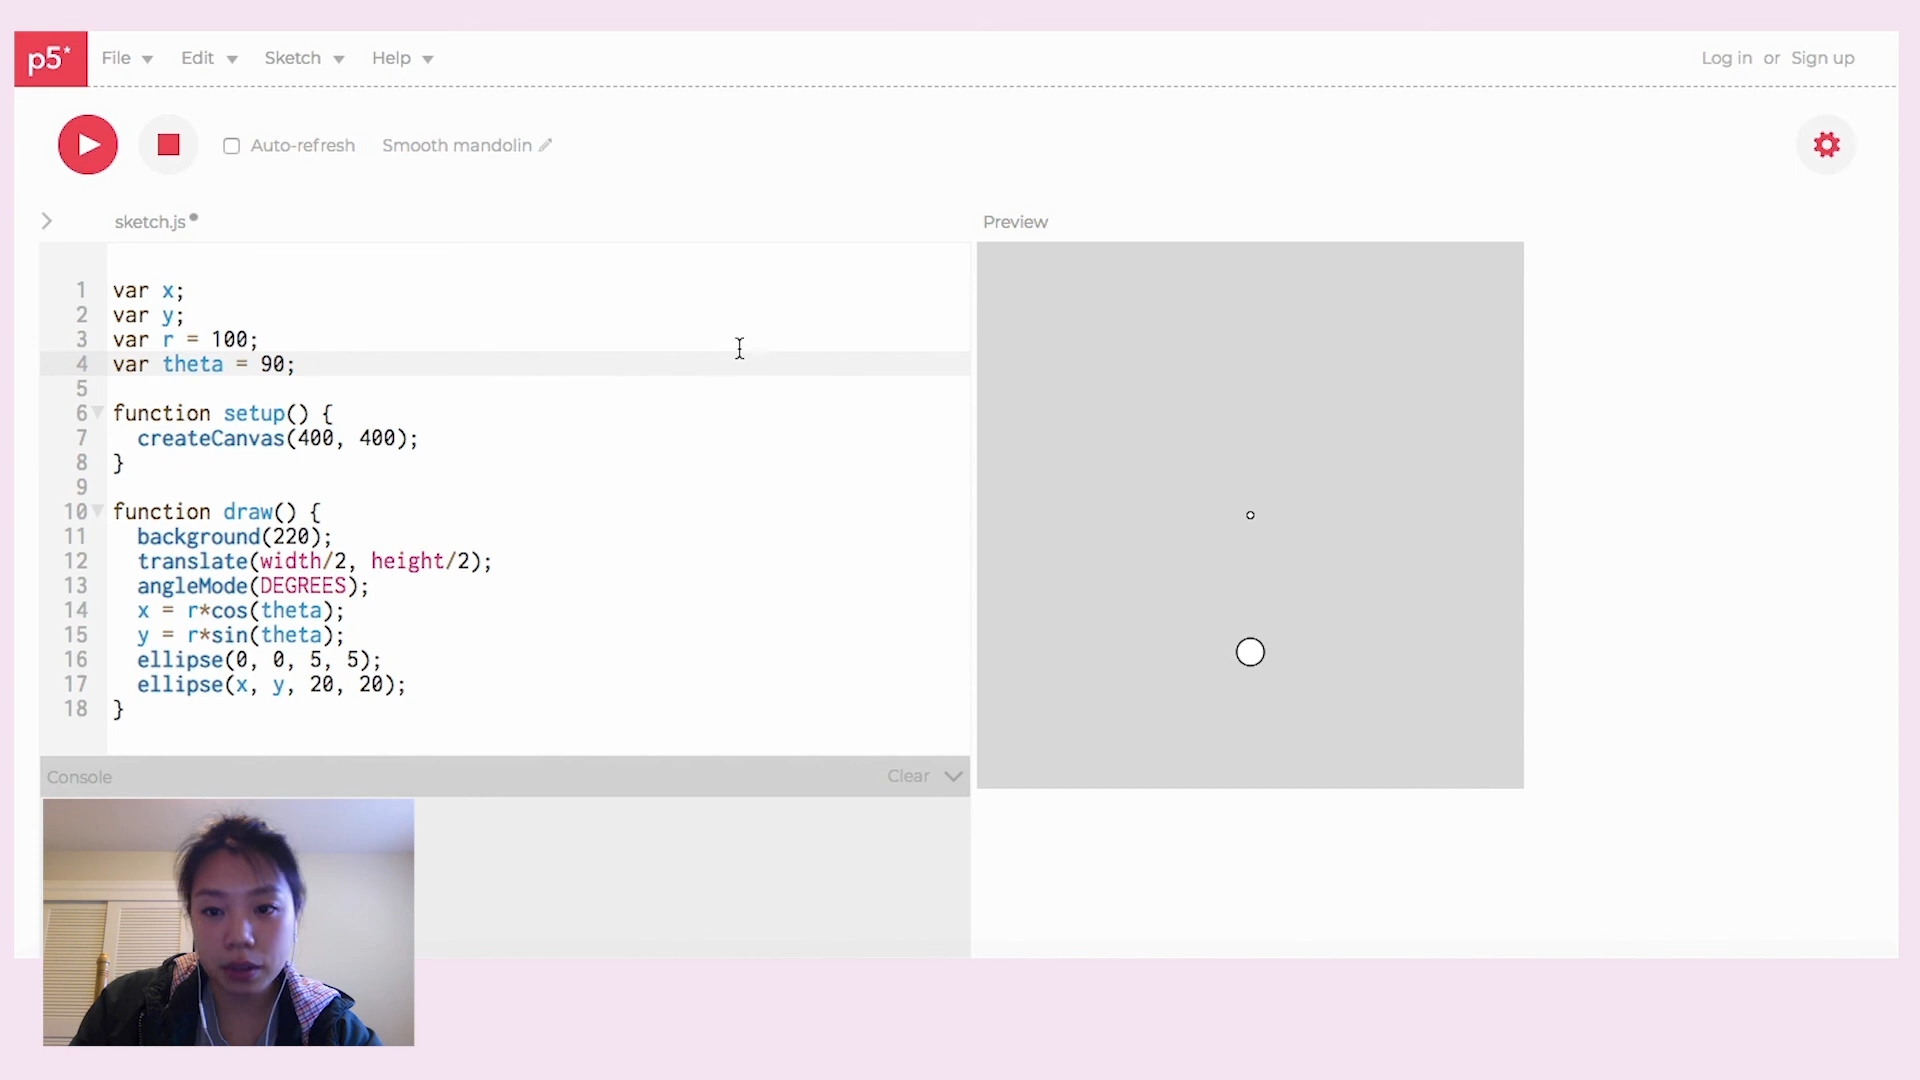 p5* File Edit Sketch Help Log in or Sign up
Auto-refresh Smooth mandolin
sketch.js
Preview
1 var x;
2 var y;
3 var r = 100;
4 var theta = 90;
5
6 function setup() {
7 createCanvas(400, 400);
8 }
9
10 function draw() {
11 background(220);
12 translate(width/2, height/2);
13 angleMode(DEGREES);
14 x = r*cos(theta);
15 y = r*sin(theta);
16 ellipse(0, 0, 5, 5);
17 ellipse(x, y, 20, 20);
18 }
Console Clear